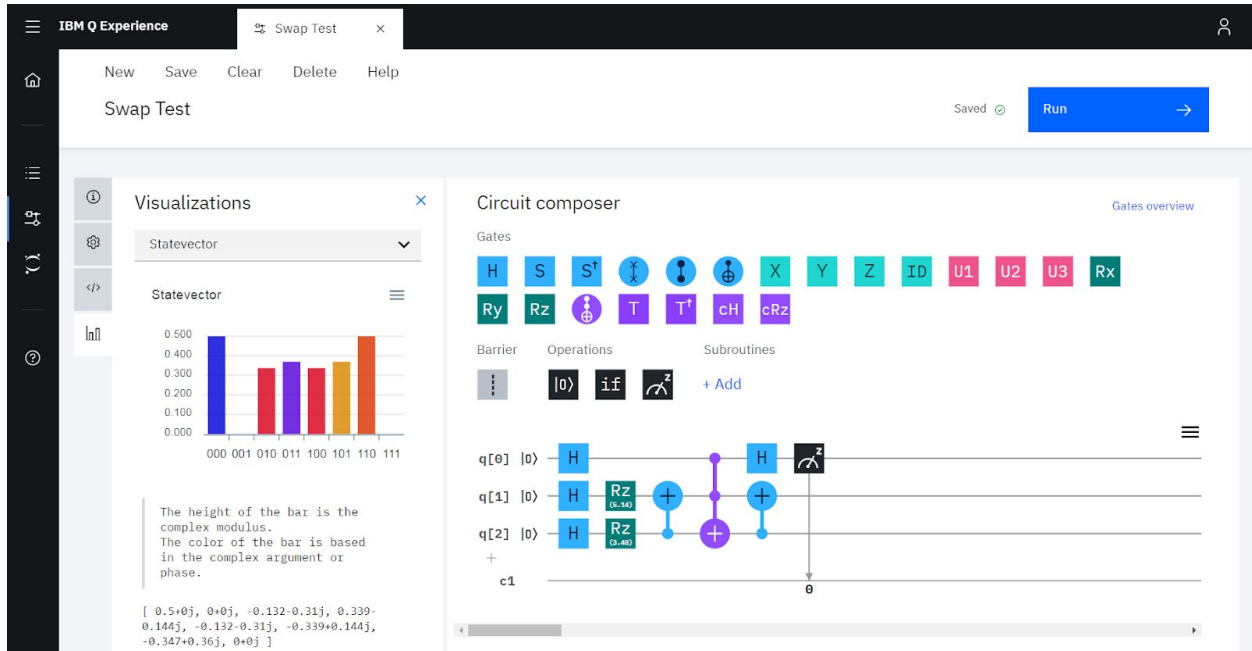 IBM Q Experience
Swap Test ×
New Save Clear Delete Help
Swap Test
Saved
Run →
Visualizations ×
Statevector
Statevector
0.500
0.400
0.300
0.200
0.100
0.000
000 001 010 011 100 101 110 111
The height of the bar is the
complex modulus.
The color of the bar is based
in the complex argument or
phase.
[ 0.5+0j, 0+0j, -0.132-0.31j, 0.339-
0.144j, -0.132-0.31j, -0.339+0.144j,
-0.347+0.36j, 0+0j ]
Circuit composer
Gates overview
Gates
H S S† X Y Z ID U1 U2 U3 Rx
Ry Rz T T† cH cRz
Barrier Operations Subroutines
|0⟩ if z + Add
q[0] |0⟩ H H z
q[1] |0⟩ H Rz (5.14) + +
q[2] |0⟩ H Rz (3.48) +
+
c1
0